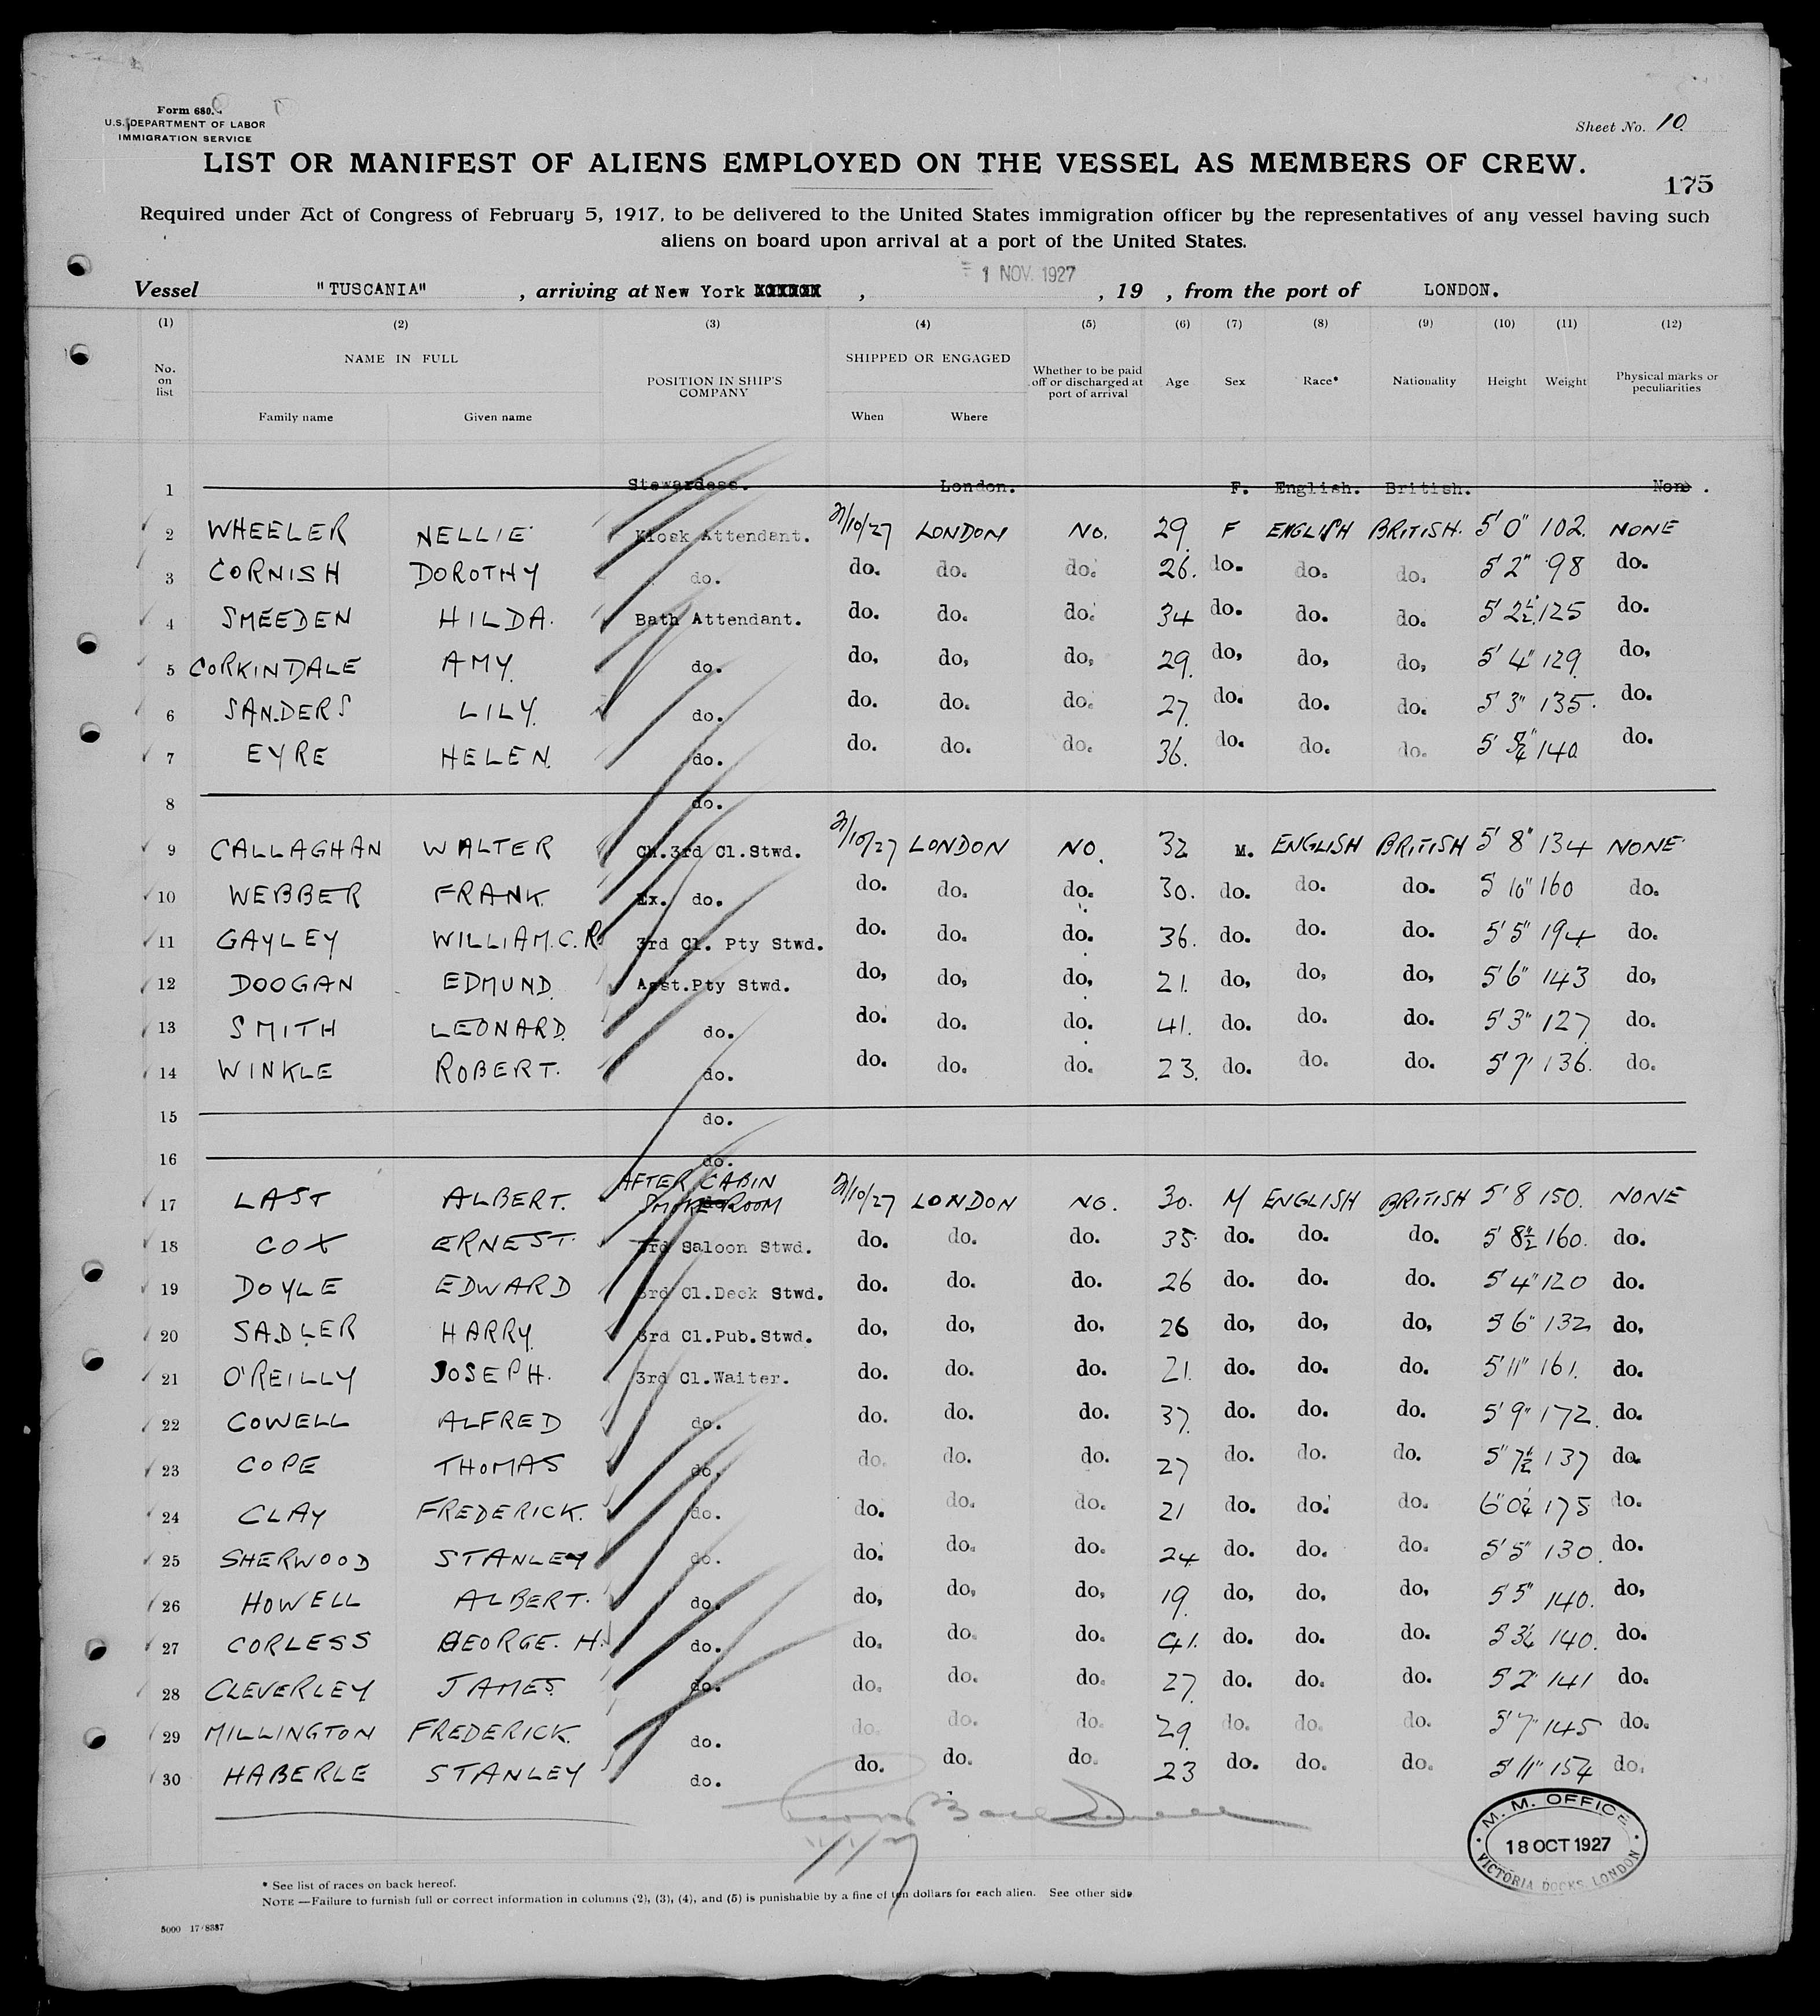 Form 680.
U.S. DEPARTMENT OF LABOR
IMMIGRATION SERVICE
Sheet No. 10.
LIST OR MANIFEST OF ALIENS EMPLOYED ON THE VESSEL AS MEMBERS OF CREW.
175
Required under Act of Congress of February 5, 1917, to be delivered to the United States immigration officer by the representatives of any vessel having such
aliens on board upon arrival at a port of the United States.
1 NOV. 1927
Vessel "TUSCANIA" , arriving at New York , , 19 , from the port of LONDON.
(1) (2) (3) (4) (5) (6) (7) (8) (9) (10) (11) (12)
No. on list NAME IN FULL Family name Given name POSITION IN SHIP'S COMPANY SHIPPED OR ENGAGED When Where Whether to be paid off or discharged at port of arrival Age Sex Race* Nationality Height Weight Physical marks or peculiarities
1 Stewardess. London. F. English. British. None .
2 WHEELER NELLIE Kiosk Attendant. /10/27 LONDON NO. 29. F ENGLISH BRITISH. 5' 0" 102. NONE
3 CORNISH DOROTHY do. do. do. do. 26. do. do. do. 5' 2" 98 do.
4 SMEEDEN HILDA. Bath Attendant. do. do. do. 34 do. do. do. 5' 2½" 125 do.
5 CORKINDALE AMY. do. do, do, do, 29. do, do, do, 5' 4" 129. do,
6 SANDERS LILY. do. do. do. do. 27. do. do. do. 5' 3" 135. do.
7 EYRE HELEN. do. do. do. do. 36. do. do. do. 5' 140 do.
8 do.
9 CALLAGHAN WALTER Ch.3rd Cl.Stwd. /10/27 LONDON NO. 32 M. ENGLISH BRITISH 5' 8" 134 NONE
10 WEBBER FRANK. Ex. do. do. do. do. 30. do. do. do. 5' 10" 160 do.
11 GAYLEY WILLIAM. C. R. 3rd Cl. Pty Stwd. do. do. do. 36. do. do. do. 5' 5" 194 do.
12 DOOGAN EDMUND. Asst.Pty Stwd. do, do, do, 21. do, do, do, 5' 6" 143 do,
13 SMITH LEONARD. do. do. do. do. 41. do. do. do. 5' 3" 127 do.
14 WINKLE ROBERT. do. do. do. do. 23. do. do. do. 5' 7" 136. do.
15 do.
16 do.
17 LAST ALBERT. AFTER CABIN SMOKE ROOM /10/27 LONDON NO. 30. M ENGLISH BRITISH 5' 8 150. NONE
18 COX ERNEST. 3rd Saloon Stwd. do. do. do. 35. do. do. do. 5' 8½ 160. do.
19 DOYLE EDWARD 3rd Cl.Deck Stwd. do. do. do. 26 do. do. do. 5' 4" 120 do.
20 SADLER HARRY. 3rd Cl.Pub.Stwd. do, do, do, 26 do, do, do, 5' 6" 132 do,
21 O'REILLY JOSEPH. 3rd Cl.Waiter. do. do. do. 21. do. do. do. 5' 11" 161. do.
22 COWELL ALFRED do. do. do. do. 37. do. do. do. 5' 9" 172. do.
23 COPE THOMAS do. do. do. do. 27 do. do. do. 5" 7½ 137 do.
24 CLAY FREDERICK. do. do. do. do. 21 do. do. do. 6" 0¼ 175 do.
25 SHERWOOD STANLEY do. do. do. do. 24 do. do. do. 5' 5" 130. do.
26 HOWELL ALBERT. do. do, do, do, 19. do, do, do, 5' 5" 140. do,
27 CORLESS GEORGE. H. do. do. do. do. 41. do. do. do. 5' 3¼ 140. do.
28 CLEVERLEY JAMES. do. do. do. do. 27. do. do. do. 5' 2" 141 do.
29 MILLINGTON FREDERICK. do. do. do. do. 29. do. do. do. 5' 7" 145 do.
30 HABERLE STANLEY do. do. do. do. 23 do. do. do. 5' 11" 154 do.
11/1/27
M. M. OFFICE
18 OCT 1927
VICTORIA DOCKS, LONDON
* See list of races on back hereof.
NOTE —Failure to furnish full or correct information in columns (2), (3), (4), and (5) is punishable by a fine of ten dollars for each alien. See other side
5000 17/8387